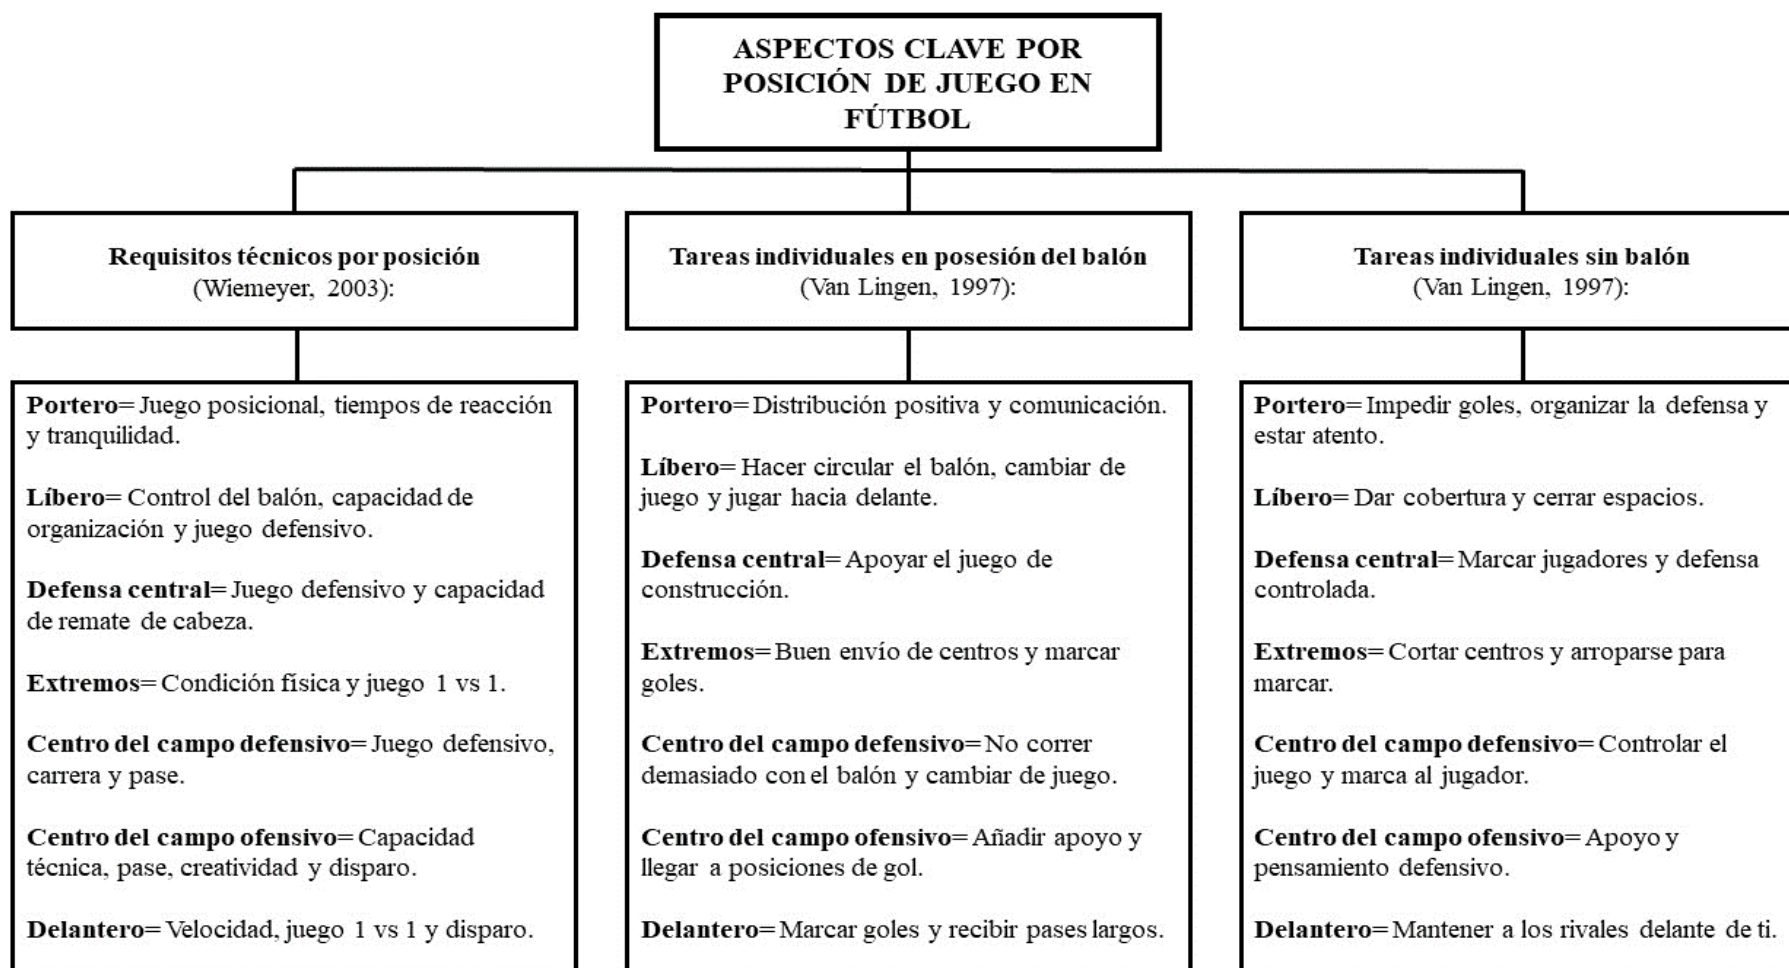 ASPECTOS CLAVE POR
POSICIÓN DE JUEGO EN
FÚTBOL
Requisitos técnicos por posición
(Wiemeyer, 2003):
Portero= Juego posicional, tiempos de reacción
y tranquilidad.
Líbero= Control del balón, capacidad de
organización y juego defensivo.
Defensa central= Juego defensivo y capacidad
de remate de cabeza.
Extremos= Condición física y juego 1 vs 1.
Centro del campo defensivo= Juego defensivo,
carrera y pase.
Centro del campo ofensivo= Capacidad
técnica, pase, creatividad y disparo.
Delantero= Velocidad, juego 1 vs 1 y disparo.
Tareas individuales en posesión del balón
(Van Lingen, 1997):
Portero= Distribución positiva y comunicación.
Líbero= Hacer circular el balón, cambiar de
juego y jugar hacia delante.
Defensa central= Apoyar el juego de
construcción.
Extremos= Buen envío de centros y marcar
goles.
Centro del campo defensivo= No correr
demasiado con el balón y cambiar de juego.
Centro del campo ofensivo= Añadir apoyo y
llegar a posiciones de gol.
Delantero= Marcar goles y recibir pases largos.
Tareas individuales sin balón
(Van Lingen, 1997):
Portero= Impedir goles, organizar la defensa y
estar atento.
Líbero= Dar cobertura y cerrar espacios.
Defensa central= Marcar jugadores y defensa
controlada.
Extremos= Cortar centros y arroparse para
marcar.
Centro del campo defensivo= Controlar el
juego y marca al jugador.
Centro del campo ofensivo= Apoyo y
pensamiento defensivo.
Delantero= Mantener a los rivales delante de ti.